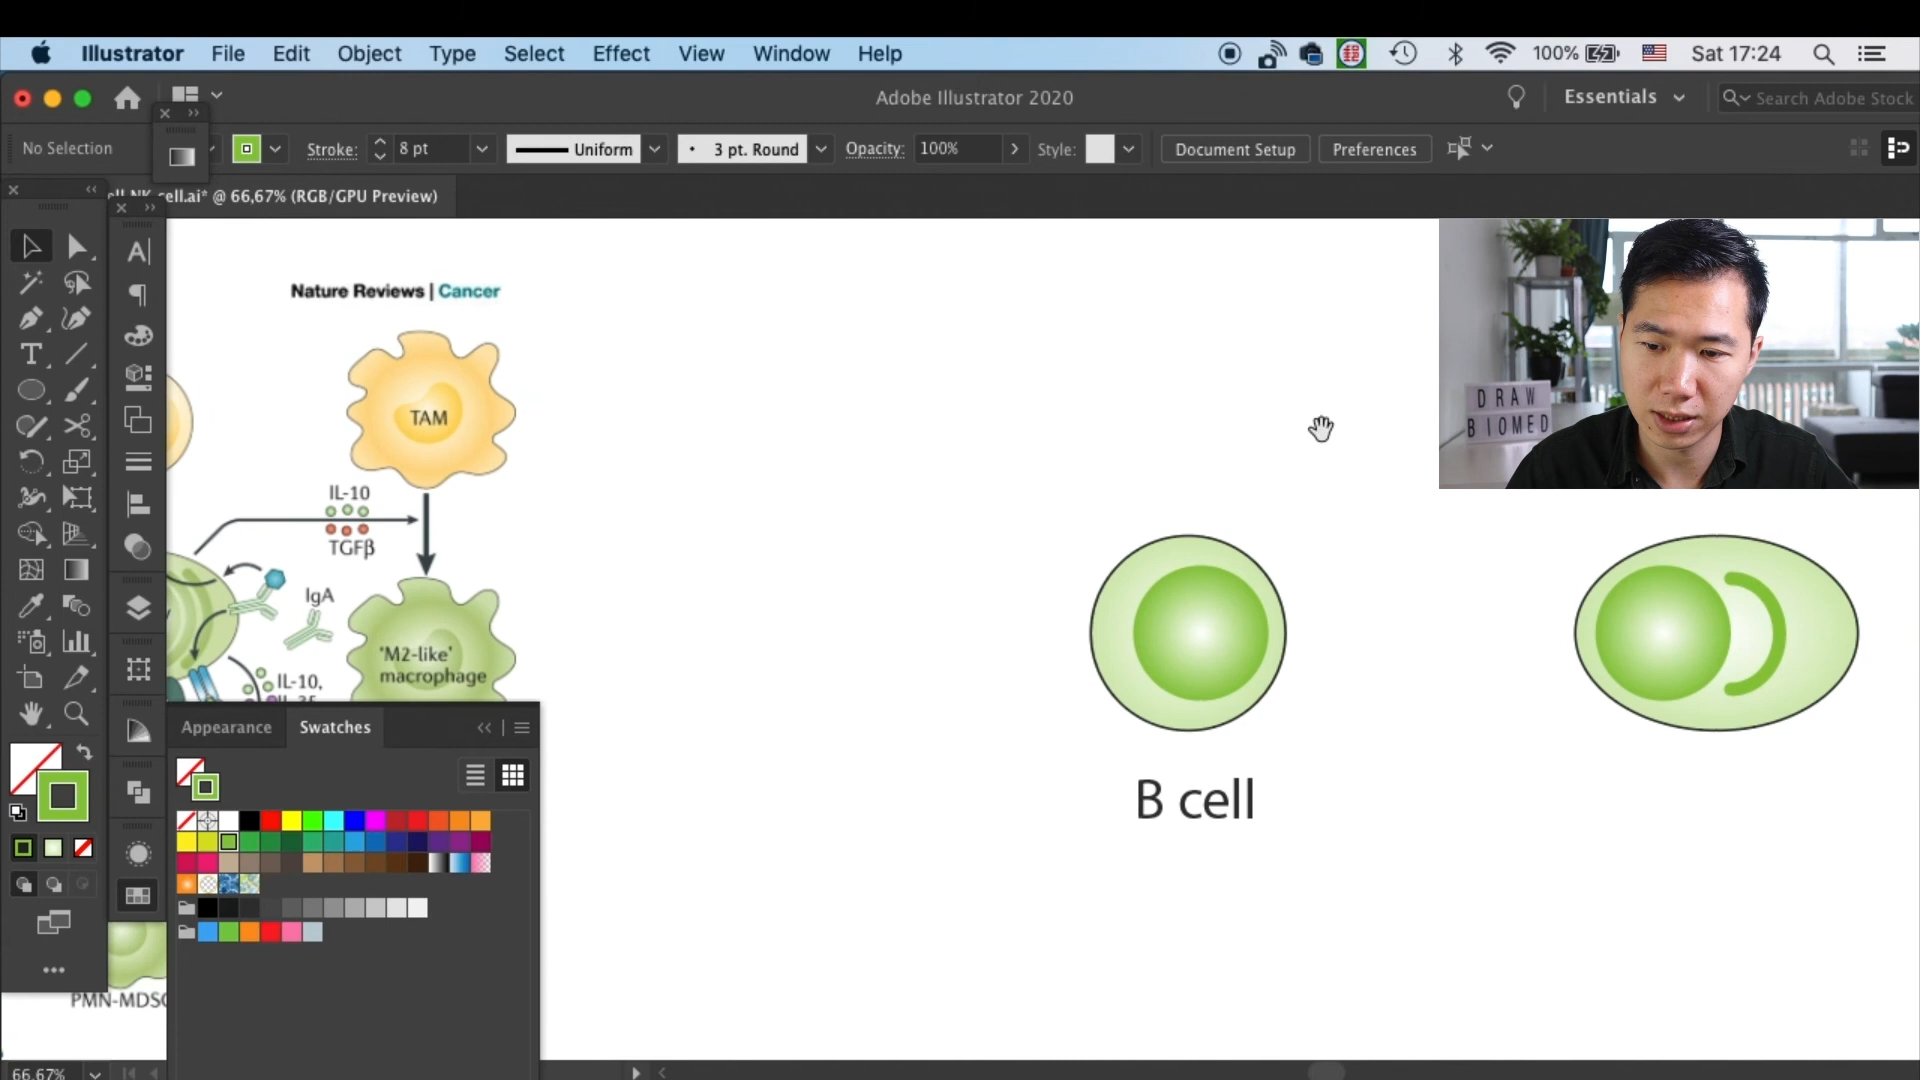 Illustrator File Edit Object Type Select Effect View Window Help
100%
Sat 17:24
Adobe Illustrator 2020
Essentials
Search Adobe Stock
No Selection
Stroke: 8 pt
Uniform
3 pt. Round
Opacity: 100%
Style:
Document Setup
Preferences
cell.ai* @ 66,67% (RGB/GPU Preview)
Nature Reviews | Cancer
DRAW
BIOMED
TAM
IL-10
TGFβ
IgA
'M2-like'
macrophage
IL-10,
Appearance Swatches
B cell
PMN-MDSC
66,67%